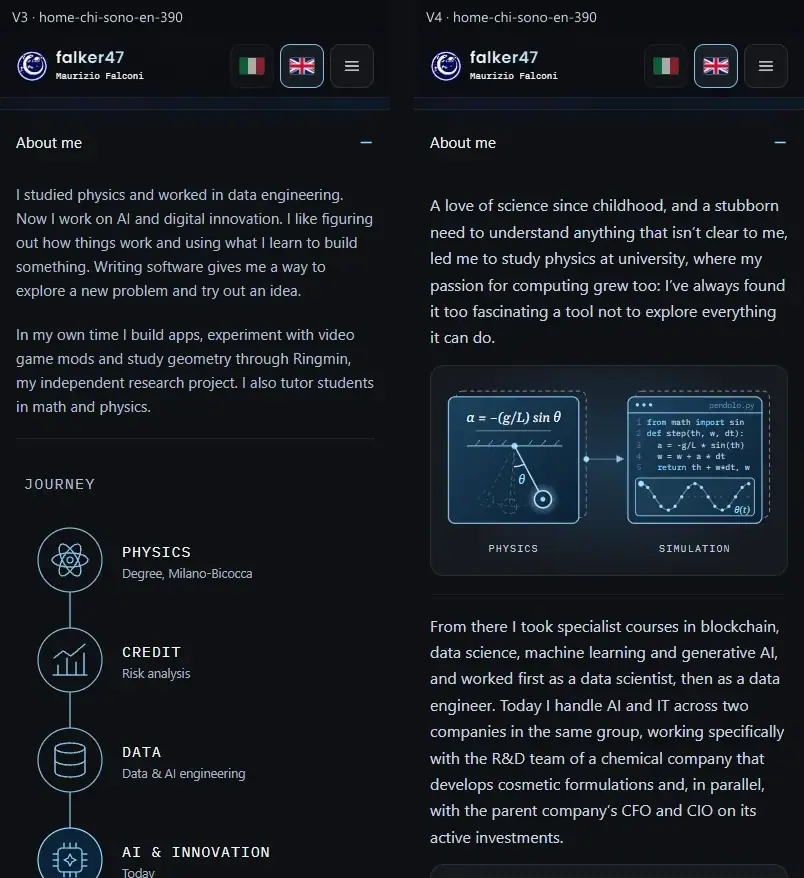 V3 · home-chi-sono-en-390
falker47
Maurizio Falconi
About me
I studied physics and worked in data engineering.
Now I work on AI and digital innovation. I like figuring
out how things work and using what I learn to build
something. Writing software gives me a way to
explore a new problem and try out an idea.
In my own time I build apps, experiment with video
game mods and study geometry through Ringmin,
my independent research project. I also tutor students
in math and physics.
JOURNEY
PHYSICS
Degree, Milano-Bicocca
CREDIT
Risk analysis
DATA
Data & AI engineering
AI & INNOVATION
Today
V4 · home-chi-sono-en-390
falker47
Maurizio Falconi
About me
A love of science since childhood, and a stubborn
need to understand anything that isn’t clear to me,
led me to study physics at university, where my
passion for computing grew too: I’ve always found
it too fascinating a tool not to explore everything
it can do.
α = −(g/L) sin θ
θ
PHYSICS
pendolo.py
1 from math import sin
2 def step(th, w, dt):
3 a = -g/L * sin(th)
4 w = w + a * dt
5 return th + w*dt, w
θ(t)
SIMULATION
From there I took specialist courses in blockchain,
data science, machine learning and generative AI,
and worked first as a data scientist, then as a data
engineer. Today I handle AI and IT across two
companies in the same group, working specifically
with the R&D team of a chemical company that
develops cosmetic formulations and, in parallel,
with the parent company’s CFO and CIO on its
active investments.